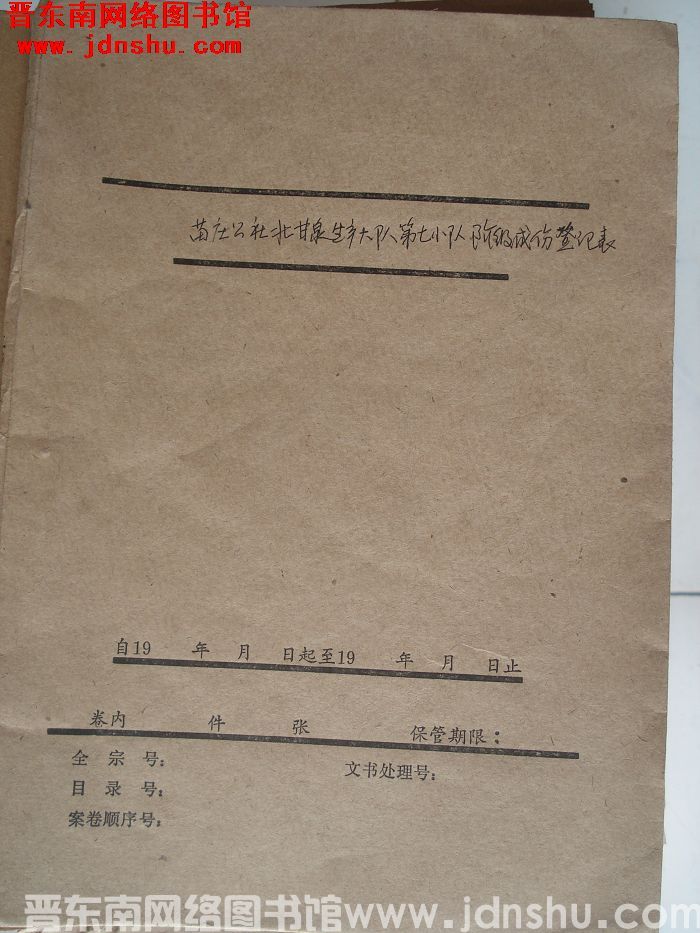 晋东南网络图书馆
www.jdnshu.com
苗庄公社北甘泉生产大队第七小队阶级成份登记表
自19 年 月 日起至19 年 月 日止
卷内 件 张 保管期限：
全宗号： 文书处理号：
目录号：
案卷顺序号：
晋东南网络图书馆www.jdnshu.com